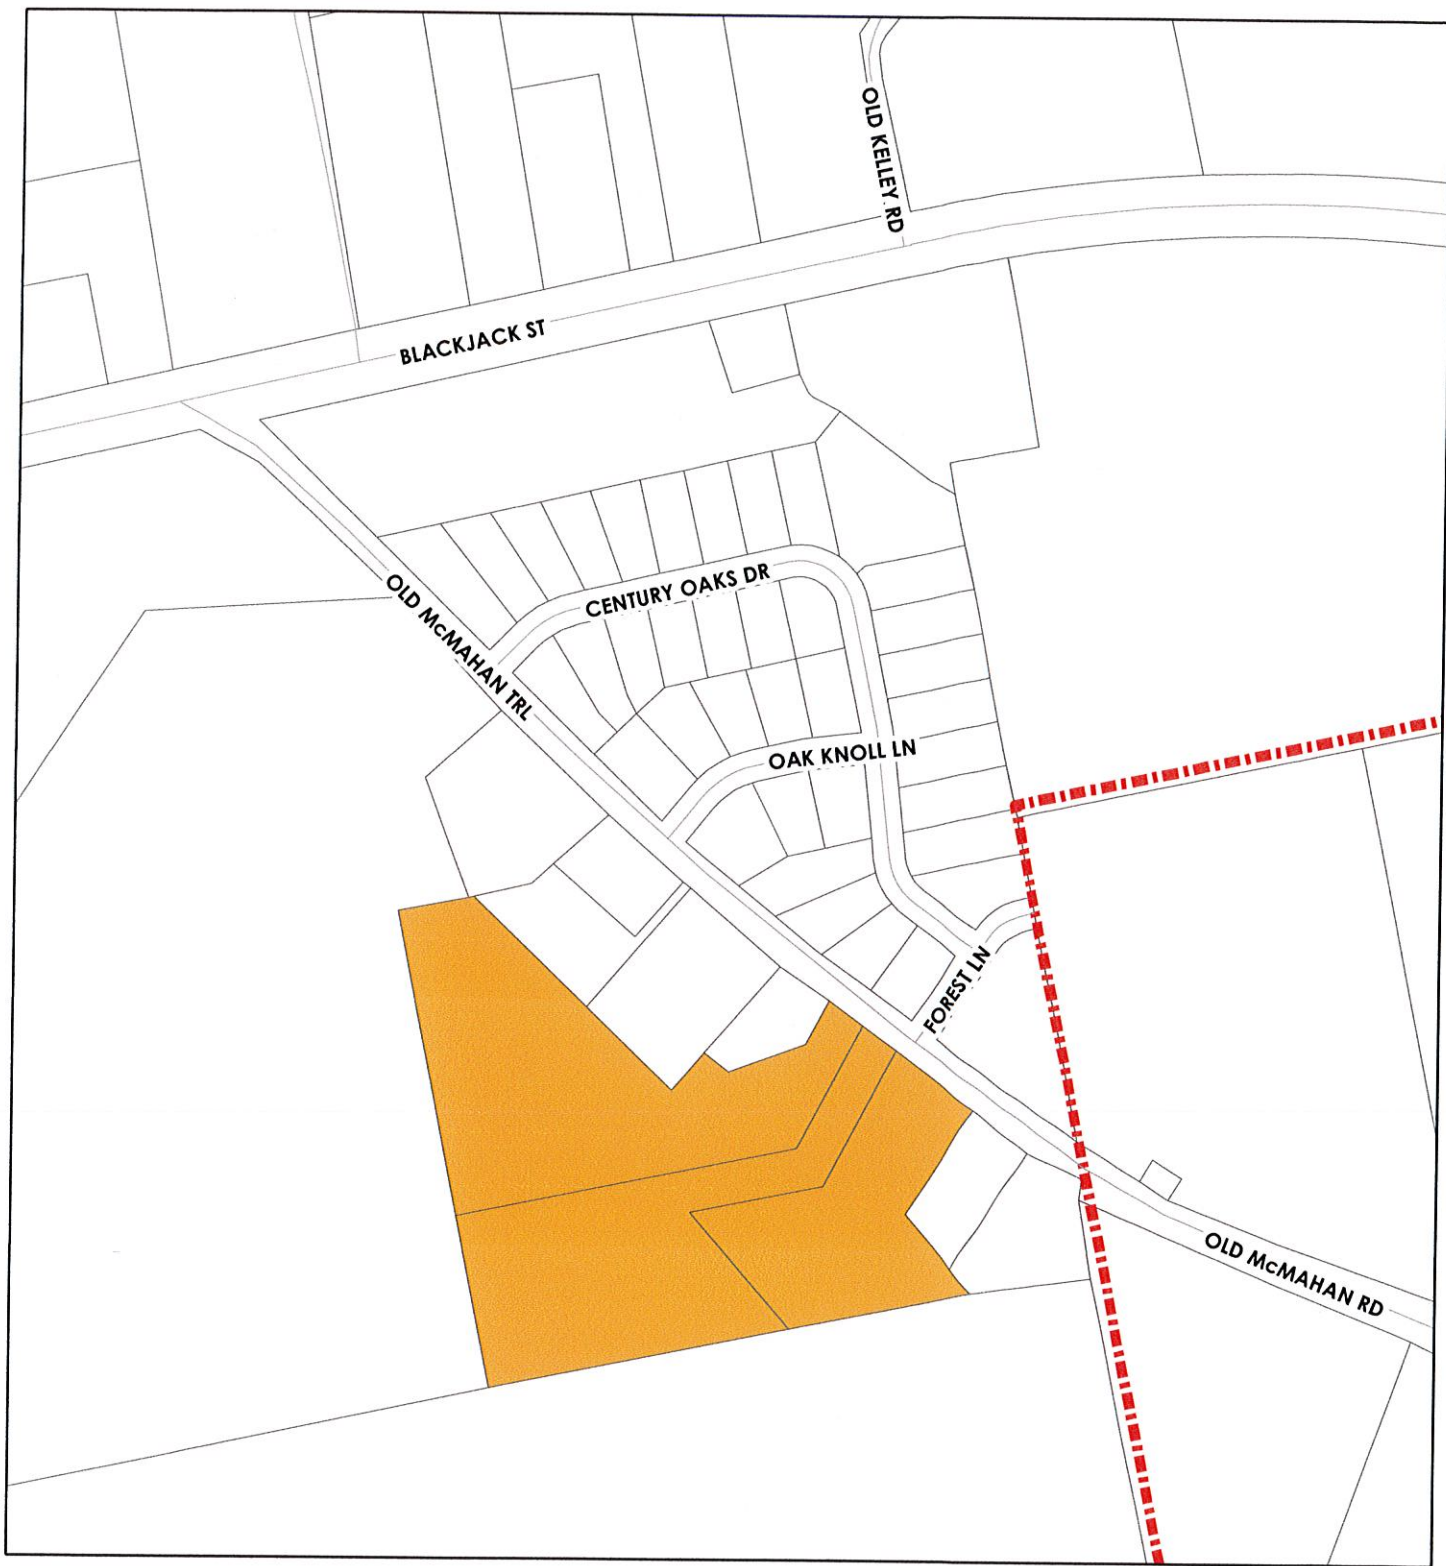 OLD KELLEY RD
BLACKJACK ST
CENTURY OAKS DR
OLD McMAHAN TRL
OAK KNOLL LN
FOREST LN
OLD McMAHAN RD